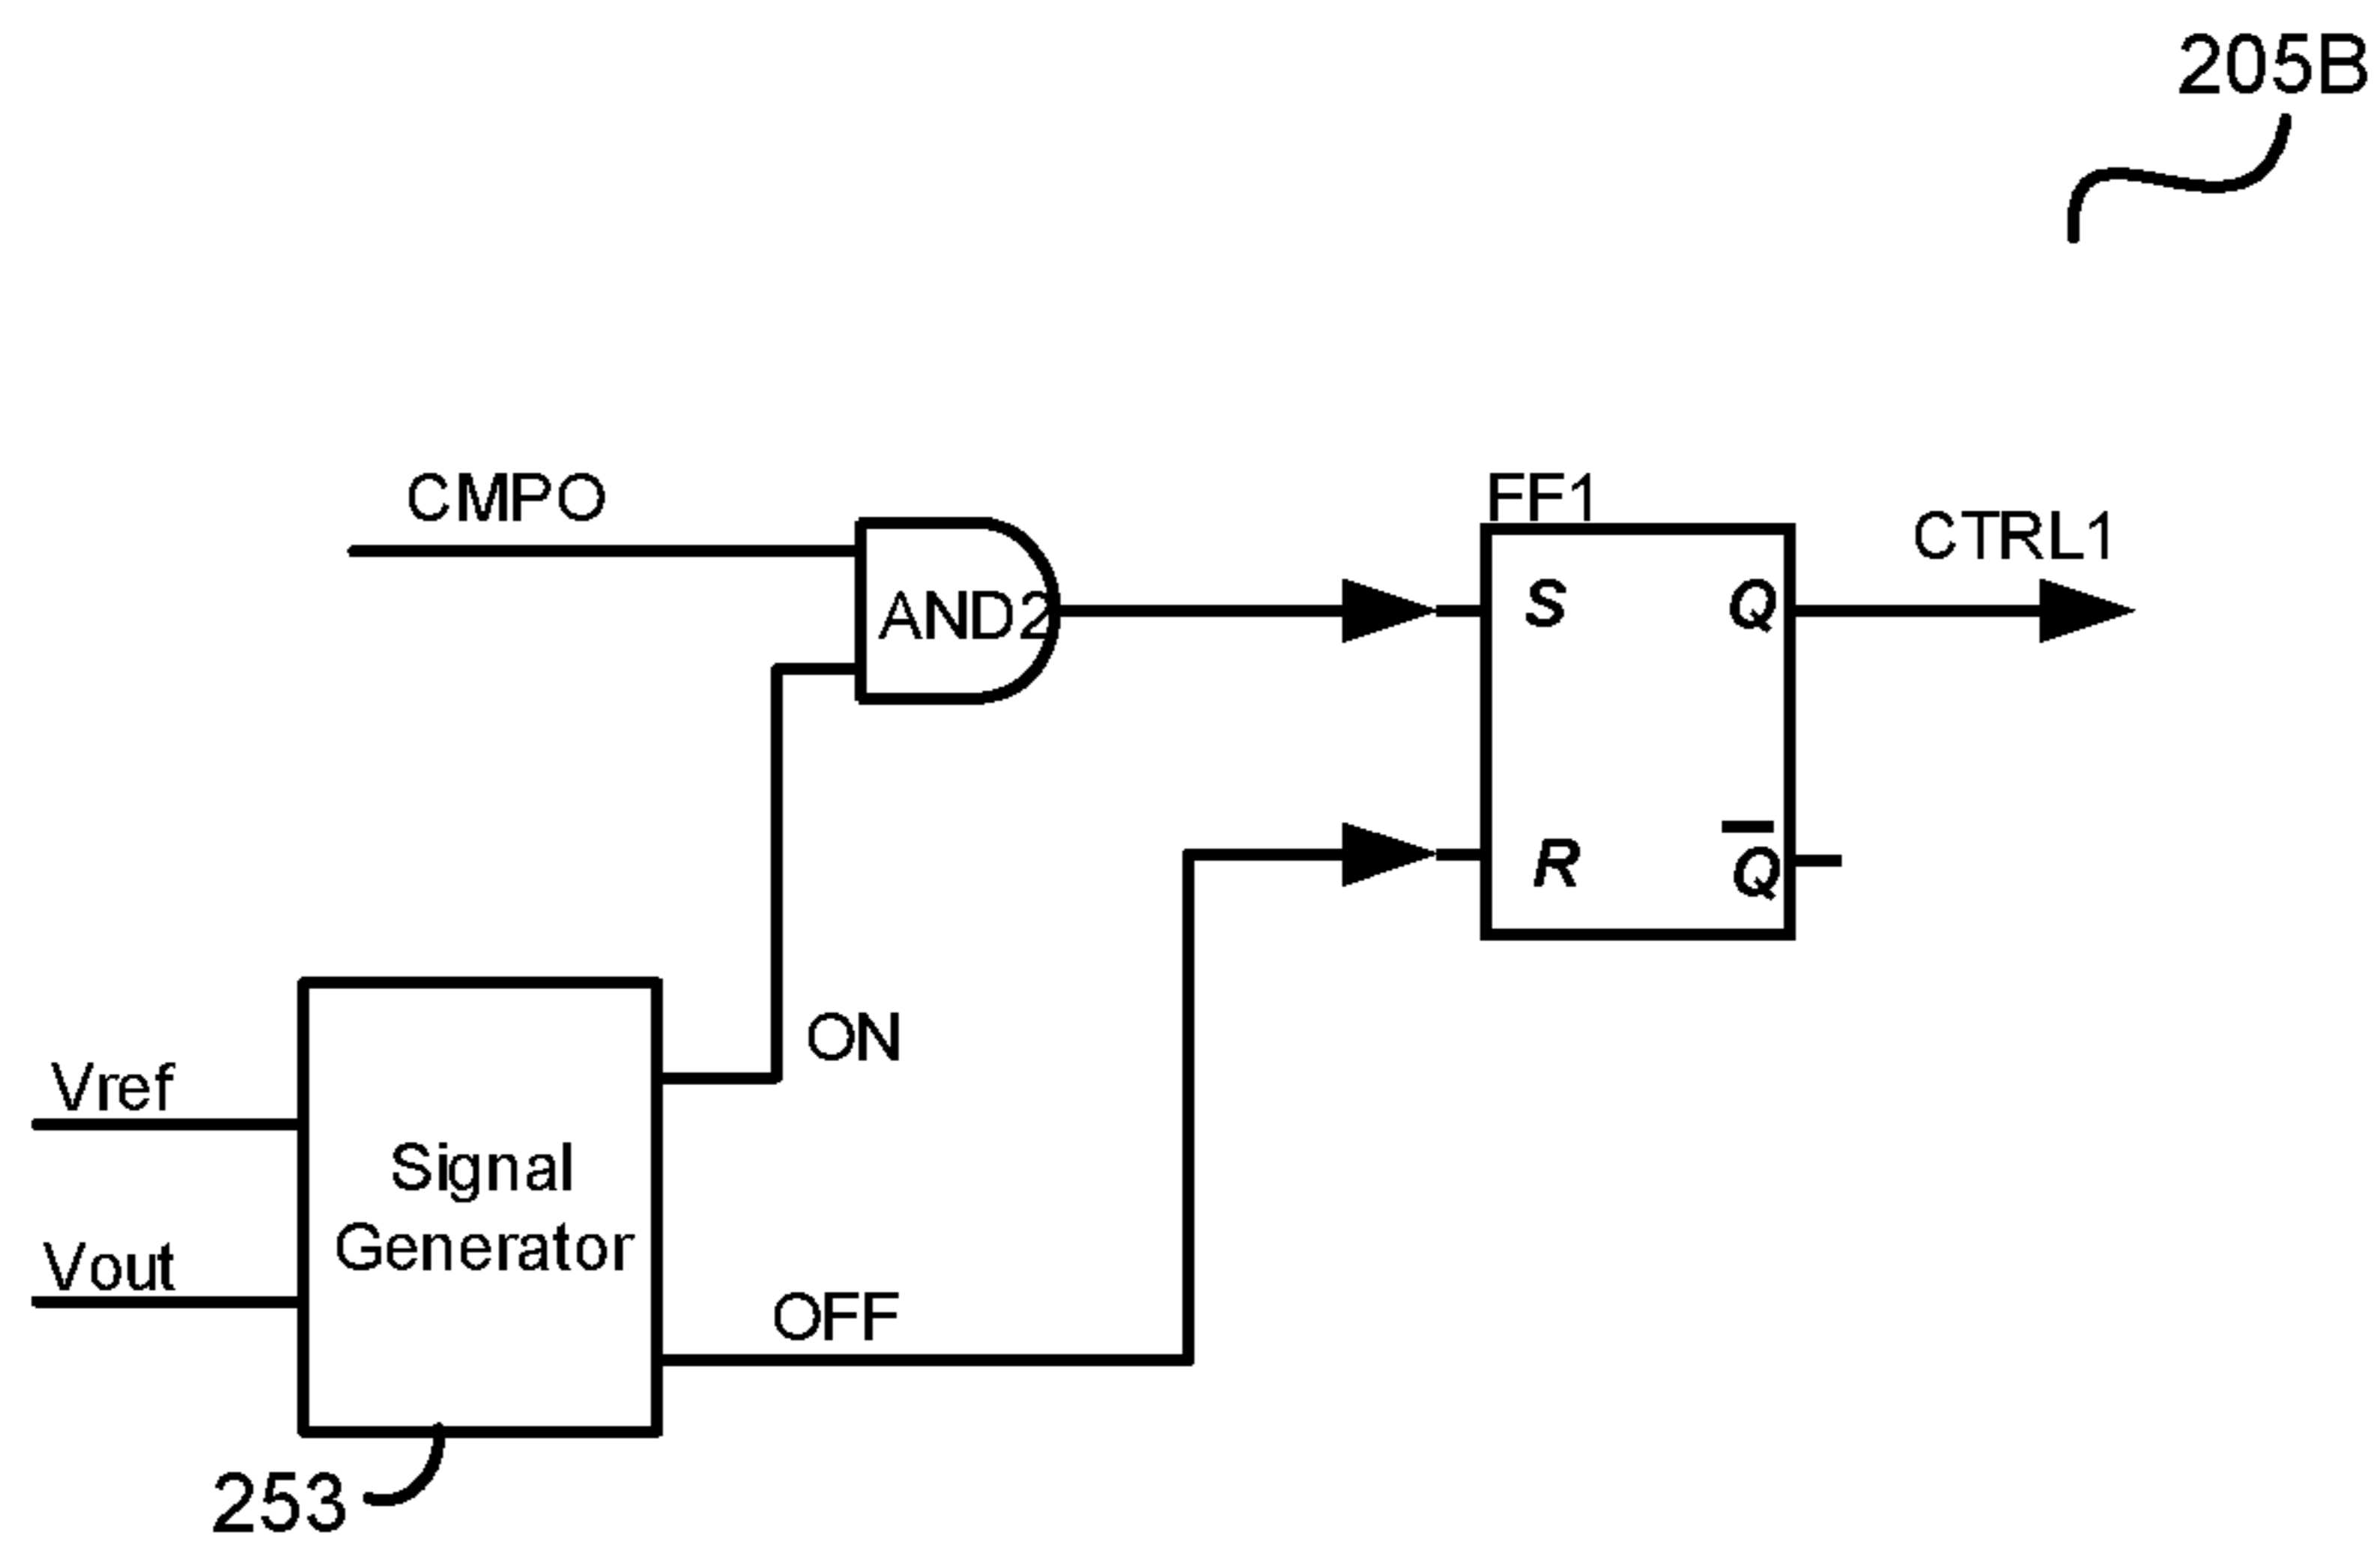 205B
CMPO
FF1
CTRL1
AND2
S
Q
R
Q
ON
Vref
Signal
Generator
Vout
OFF
253